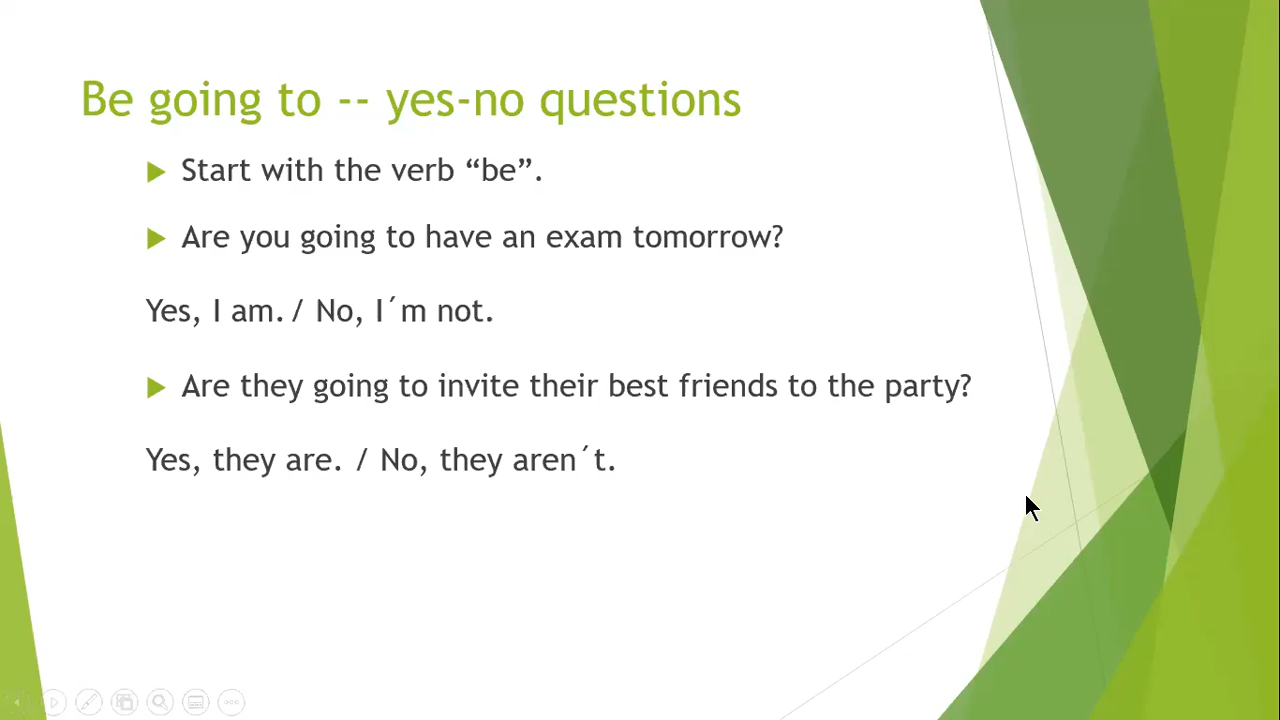 Be going to -- yes-no questions
Start with the verb “be”.
Are you going to have an exam tomorrow?
Yes, I am. / No, I´m not.
Are they going to invite their best friends to the party?
Yes, they are. / No, they aren´t.